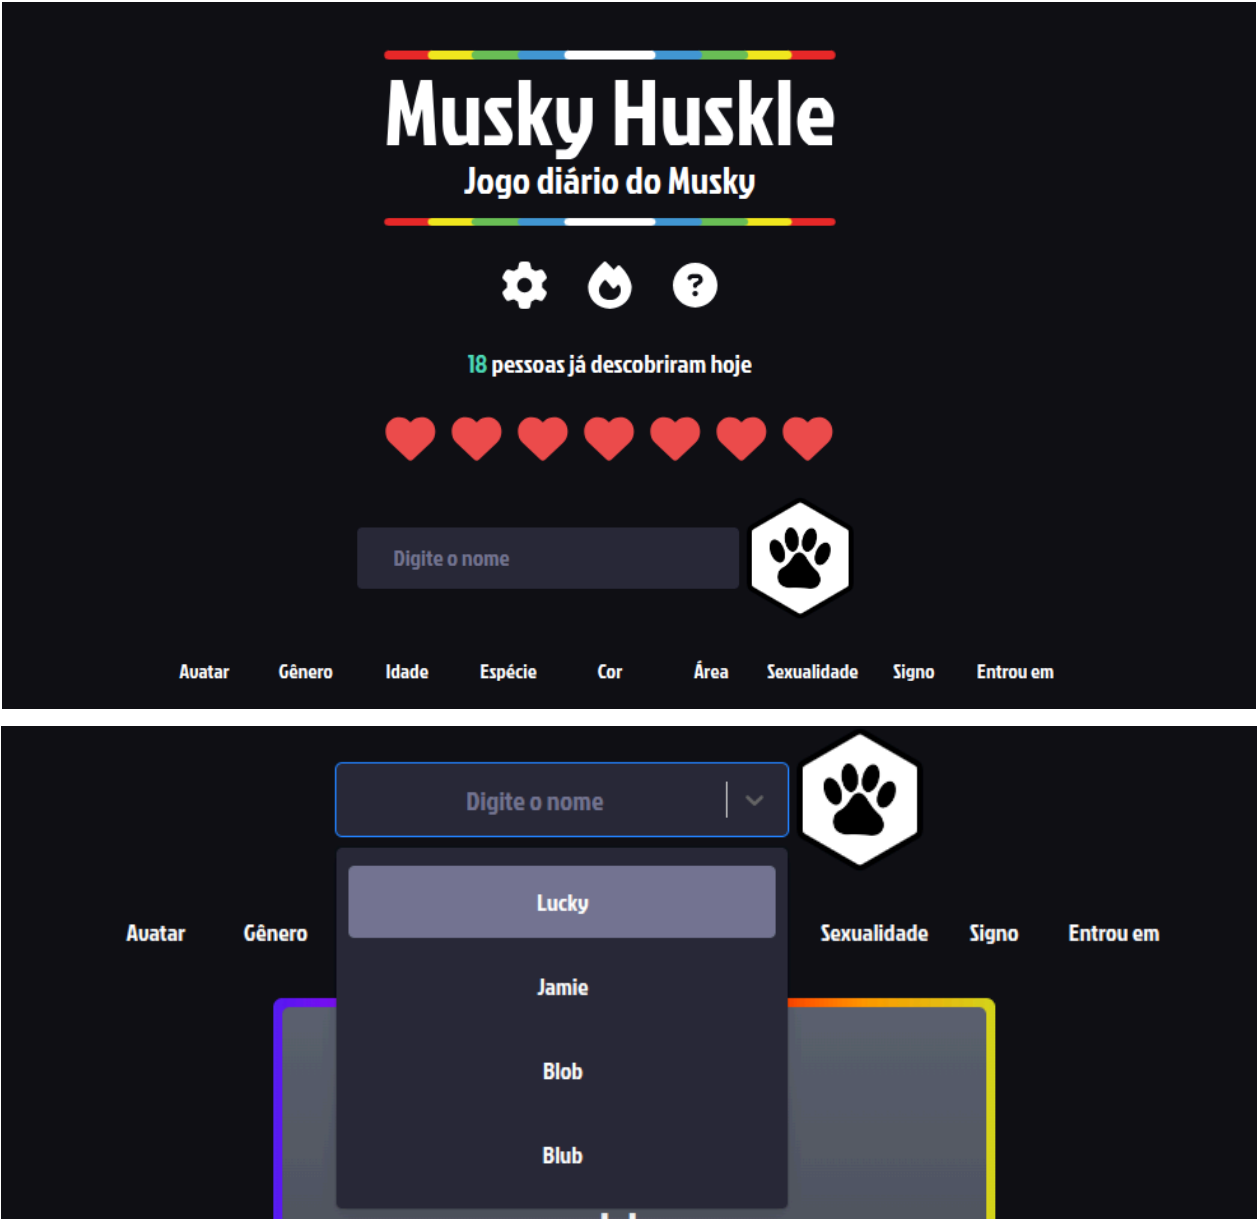 Musky Huskle
Jogo diário do Musky
?
18 pessoas já descobriram hoje
Digite o nome
Avatar Gênero Idade Espécie Cor Área Sexualidade Signo Entrou em
Digite o nome
Avatar Gênero Sexualidade Signo Entrou em
Lucky
Jamie
Blob
Blub